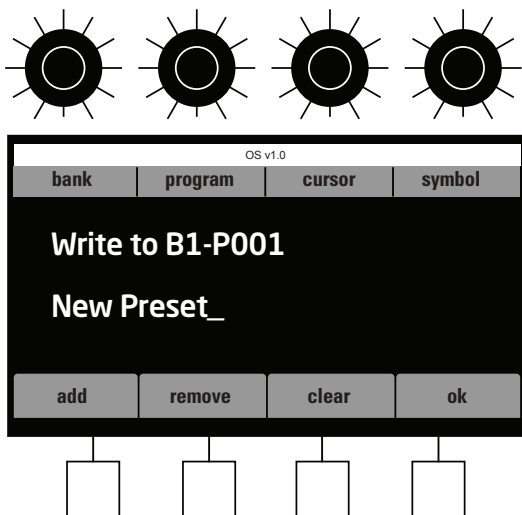 OS v1.0
bank program cursor symbol
Write to B1-P001
New Preset_
add remove clear ok